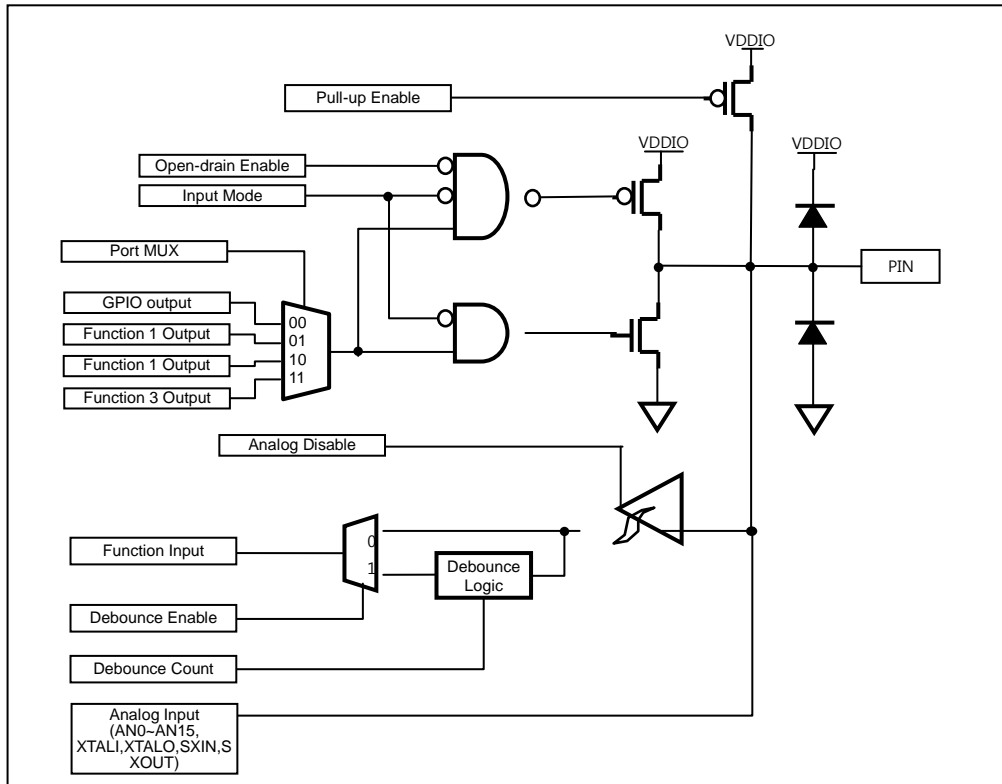 VDDIO
Pull-up Enable
VDDIO
VDDIO
Open-drain Enable
Input Mode
Port MUX
PIN
GPIO output
00
Function 1 Output
01
Function 1 Output
10
Function 3 Output
11
Analog Disable
Function Input
0
1
Debounce
Logic
Debounce Enable
Debounce Count
Analog Input
(AN0~AN15,
XTALI,XTALO,SXIN,S
XOUT)